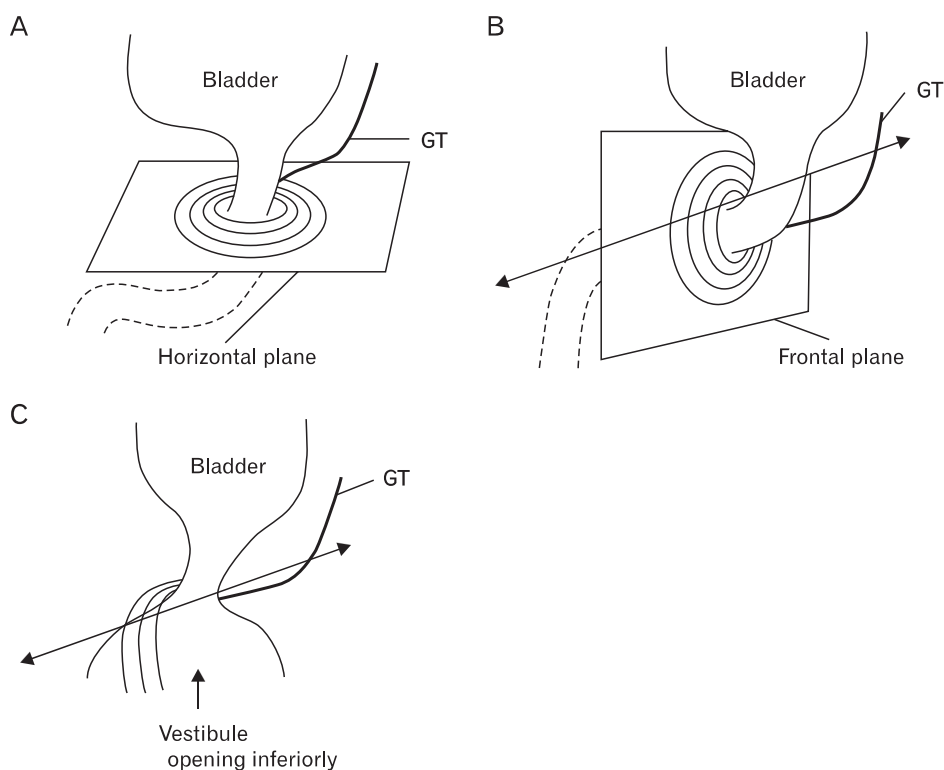 A
Bladder
GT
Horizontal plane
B
Bladder
GT
Frontal plane
C
Bladder
GT
Vestibule
opening inferiorly